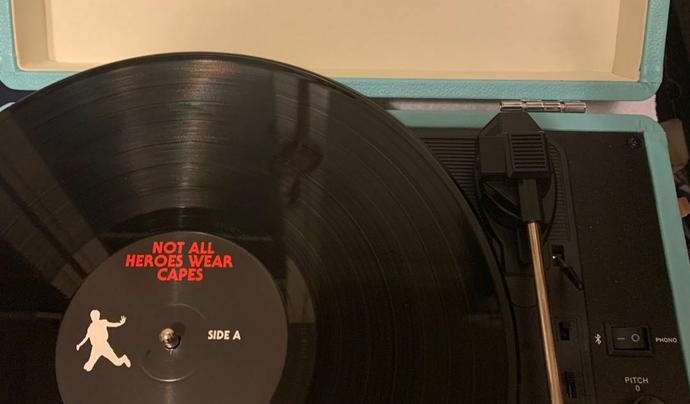 NOT ALL
HEROES WEAR
CAPES
SIDE A
– O
PHONO
PITCH
0